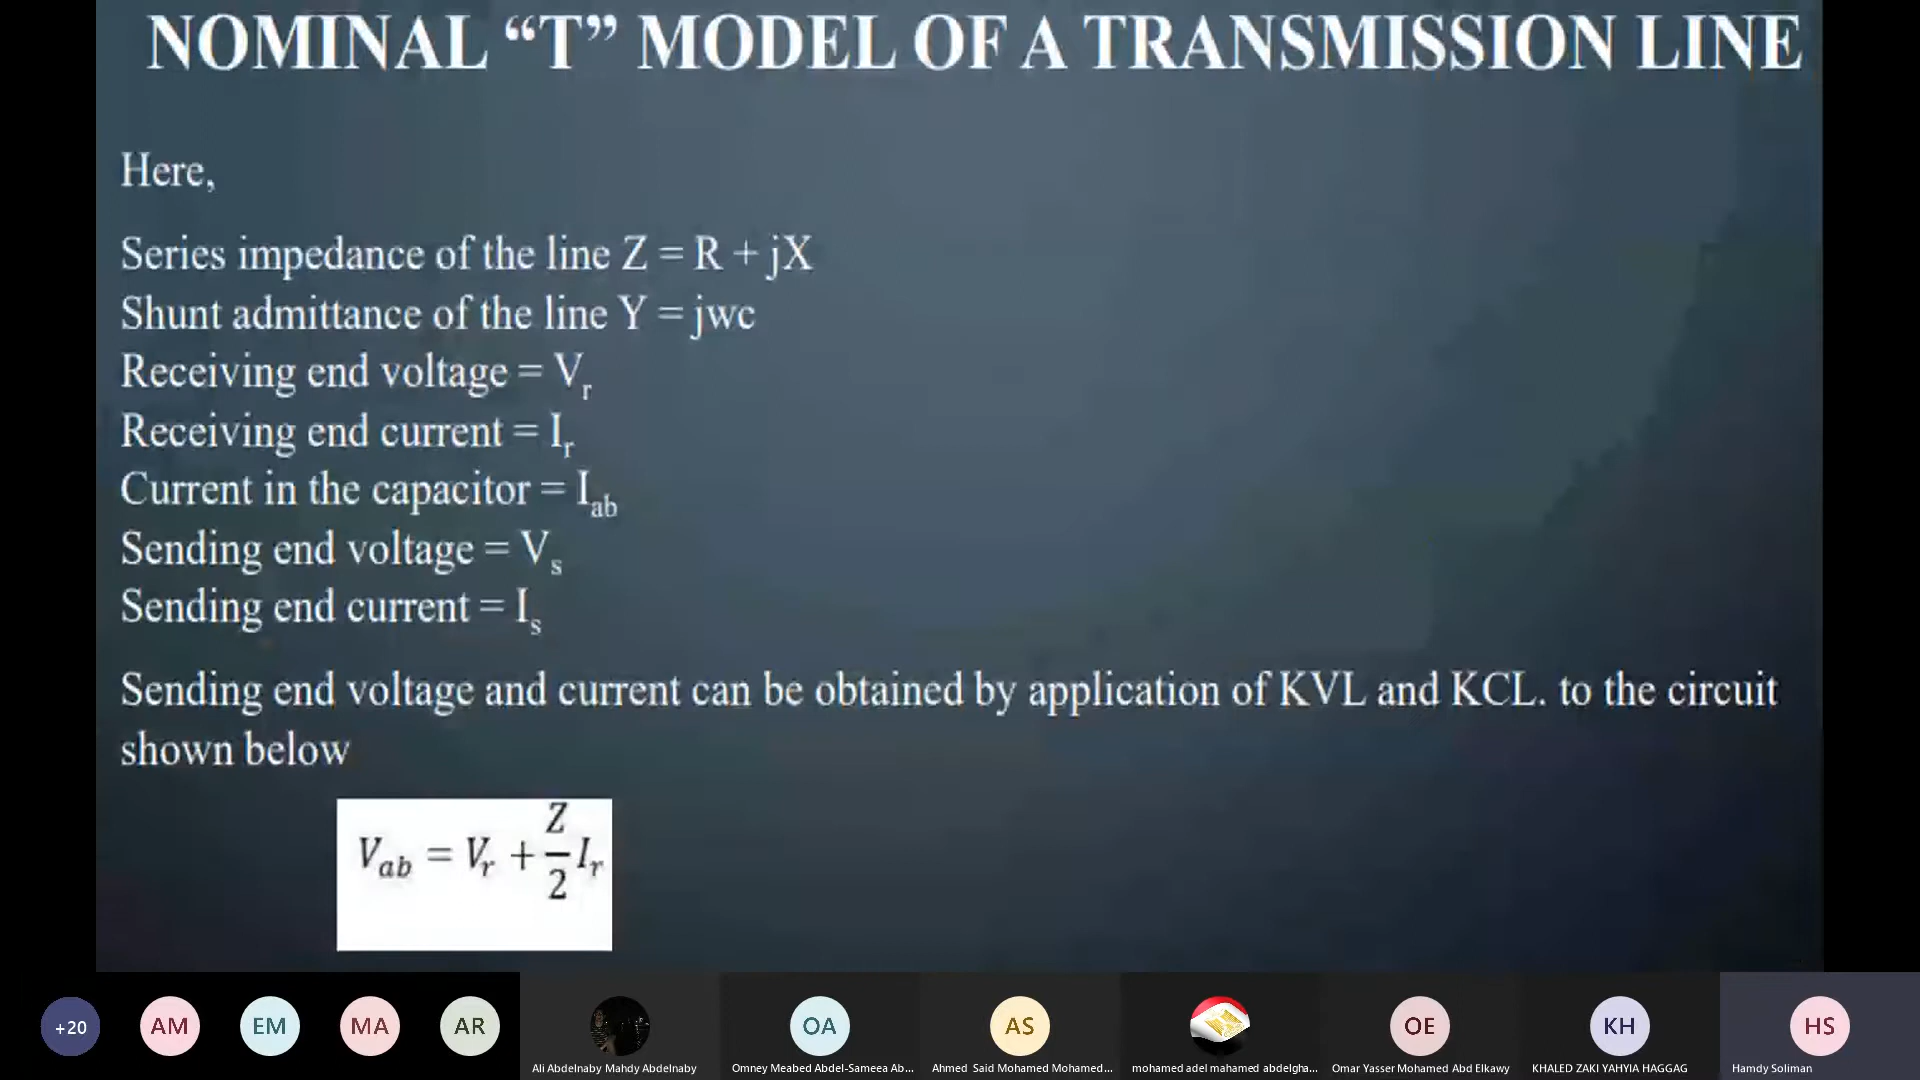 NOMINAL “T” MODEL OF A TRANSMISSION LINE
Here,
Series impedance of the line Z = R + jX
Shunt admittance of the line Y = jwc
Receiving end voltage = Vr
Receiving end current = Ir
Current in the capacitor = Iab
Sending end voltage = Vs
Sending end current = Is
Sending end voltage and current can be obtained by application of KVL and KCL. to the circuit
shown below
Vab = Vr + Z/2 Ir
+20
AM
EM
MA
AR
OA
AS
OE
KH
HS
Ali Abdelnaby Mahdy Abdelnaby
Omney Meabed Abdel-Sameea Ab...
Ahmed Said Mohamed Mohamed...
mohamed adel mahamed abdelgha...
Omar Yasser Mohamed Abd Elkawy
KHALED ZAKI YAHYIA HAGGAG
Hamdy Soliman